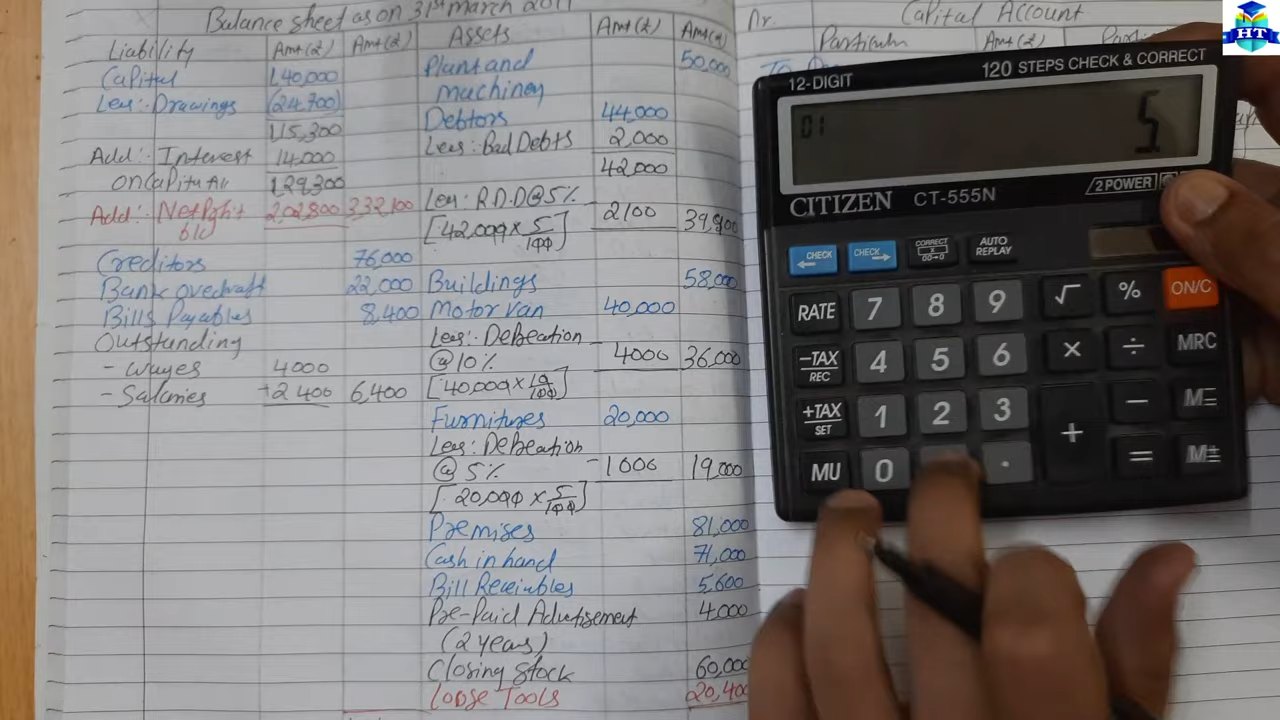 Balance sheet as on 31st March 2011
Liability Amt(₹) Amt(₹) Assets Amt(₹) Amt(₹)
Capital 1,40,000 Plant and 50,000
machinery
Less:- Drawings (24,700) Debtors 44,000
1,15,300 Less: Bad Debts 2,000
Add:- Interest 14,000 42,000
on Capital 1,29,300
Add:- Net Profit 2,02,800 3,32,100 Less: R.D.D @ 5% 2100 39,900
b/d [42,000 x 5/100]
Creditors 76,000
Bank overdraft 22,000 Buildings 58,000
Bills Payables 8,400 Motor van 40,000
Outstanding Less:- Depreation
- Wages 4000 @ 10% 4000 36,000
- Salaries +2400 6,400 [40,000 x 10/100]
Furnitures 20,000
Less: Depreation
@ 5% -1000 19,000
[20,000 x 5/100]
Premises 81,000
Cash in hand 71,000
Bill Receivables 5,600
Pre-Paid Advertisement 4,000
(2 years)
Closing Stock 60,000
Loose Tools 20,400
Dr. Capital Account
Particular Amt(₹)
HT
12-DIGIT 120 STEPS CHECK & CORRECT
01 5.
CITIZEN CT-555N 2 POWER
CHECK CHECK CORRECT GO→0 AUTO REPLAY
RATE 7 8 9 √ % ON/C
-TAX REC 4 5 6 × ÷ MRC
+TAX SET 1 2 3 + − M=
MU 0 . = M±